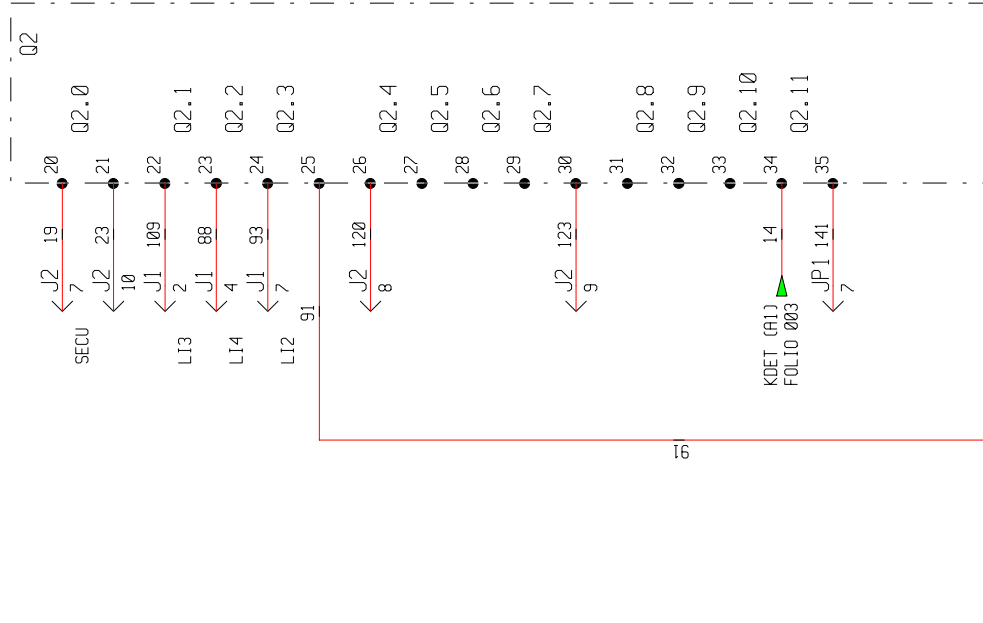 Q2
Q2.0
Q2.1
Q2.2
Q2.3
Q2.4
Q2.5
Q2.6
Q2.7
Q2.8
Q2.9
Q2.10
Q2.11
20
21
22
23
24
25
26
27
28
29
30
31
32
33
34
35
19
23
109
88
93
91
120
123
14
141
J2
7
J2
10
J1
2
J1
4
J1
7
J2
8
J2
9
JP1
7
SECU
LI3
LI4
LI2
KDET (A1)
FOLIO 003
91